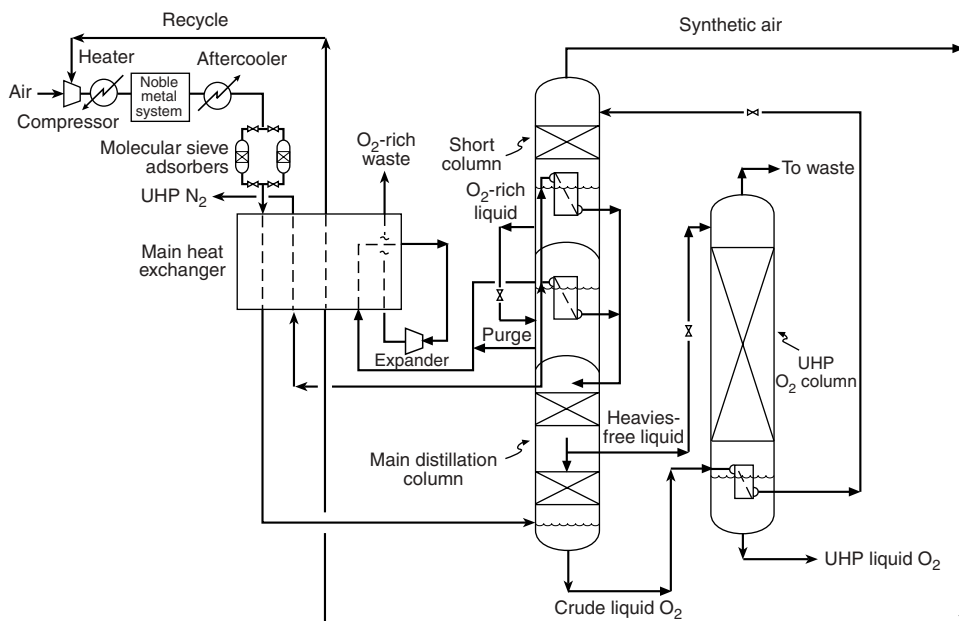 Recycle
Synthetic air
Heater
Aftercooler
Air
Noble
metal
system
Compressor
Molecular sieve
adsorbers
O2-rich
waste
Short
column
To waste
UHP N2
O2-rich
liquid
Main heat
exchanger
Purge
Expander
UHP
O2 column
Heavies-
free liquid
Main distillation
column
UHP liquid O2
Crude liquid O2